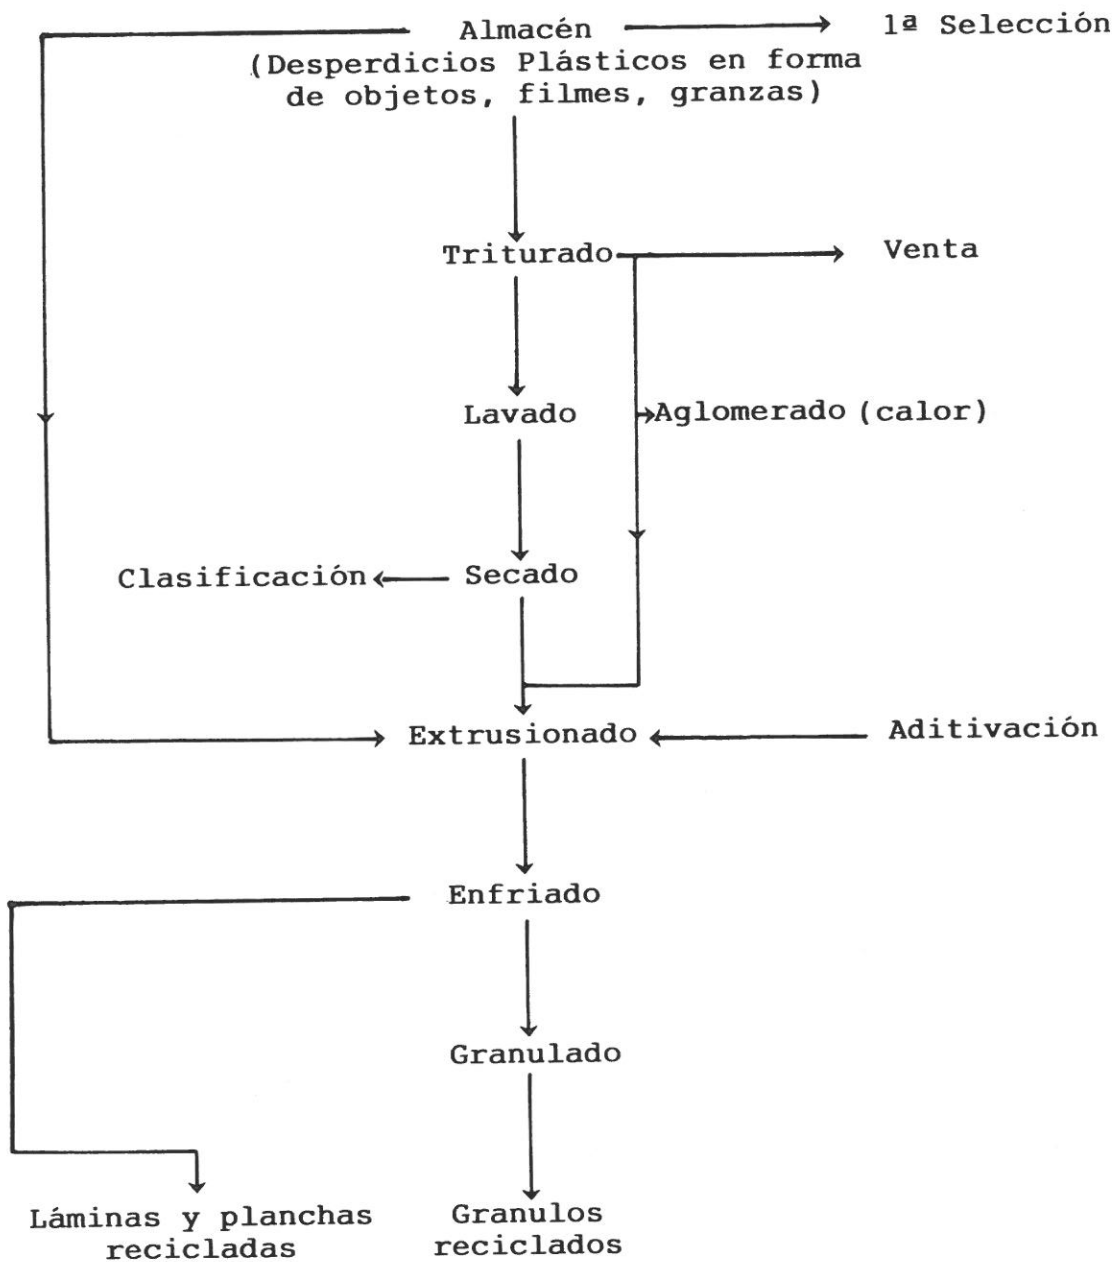 Almacén
1ª Selección
(Desperdicios Plásticos en forma
de objetos, filmes, granzas)
Triturado
Venta
Lavado
Aglomerado (calor)
Clasificación
Secado
Extrusionado
Aditivación
Enfriado
Granulado
Láminas y planchas
recicladas
Granulos
reciclados